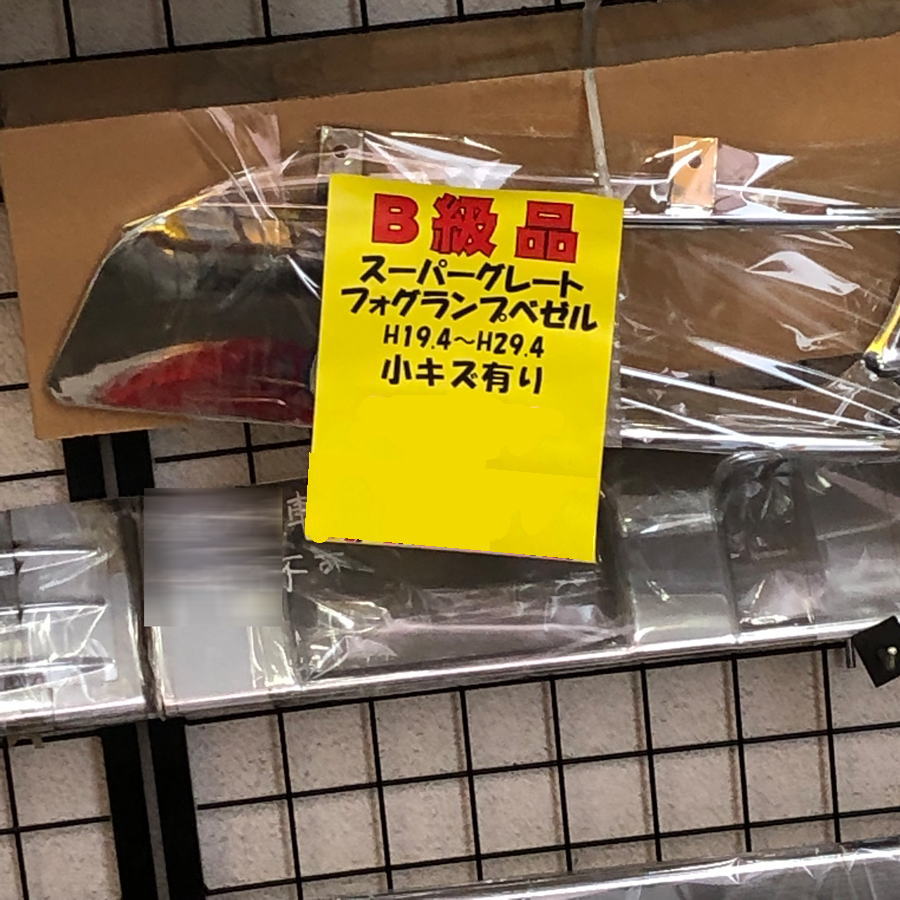 B級品
スーパーグレート
フォグランプベゼル
H19.4～H29.4
小キズ有り